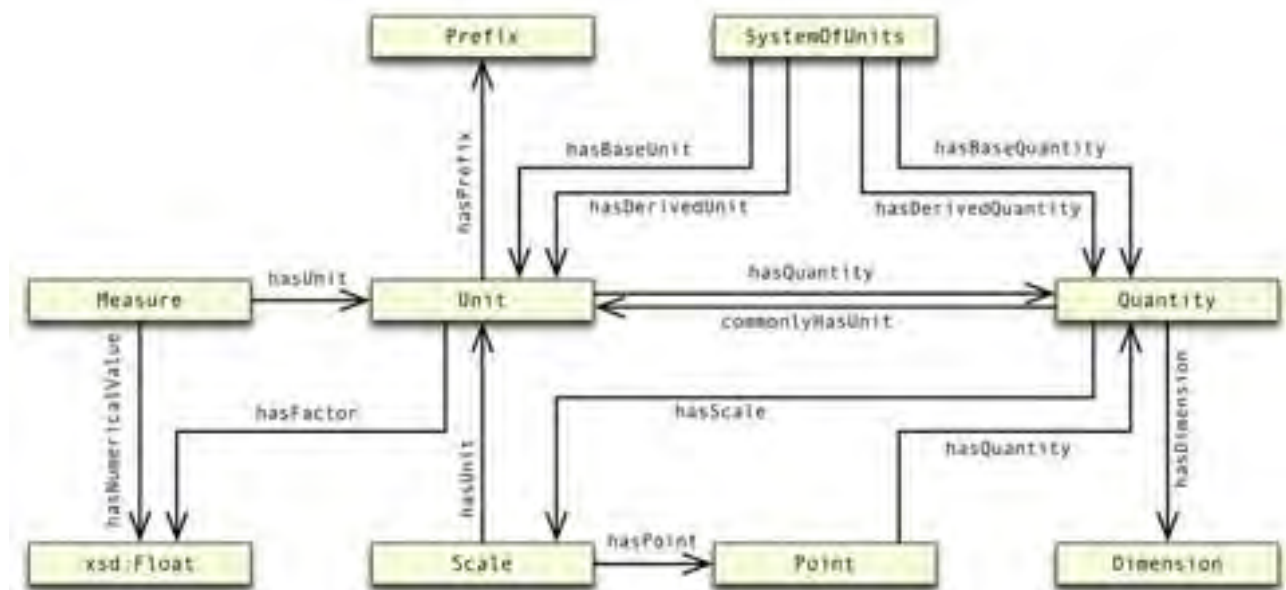 Prefix
SystemOfUnits
hasPrefix
hasBaseUnit
hasBaseQuantity
hasDerivedUnit
hasDerivedQuantity
Measure
hasUnit
Unit
hasQuantity
commonlyHasUnit
Quantity
hasNumericalValue
hasFactor
hasUnit
hasScale
hasQuantity
hasDimension
xsd:Float
Scale
hasPoint
Point
Dimension